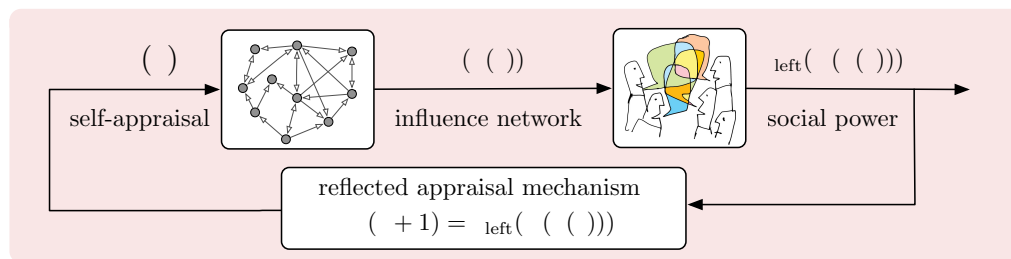 ( )
( ( ))
left( ( ( )))
self-appraisal
influence network
social power
reflected appraisal mechanism
( + 1) = left( ( ( )))